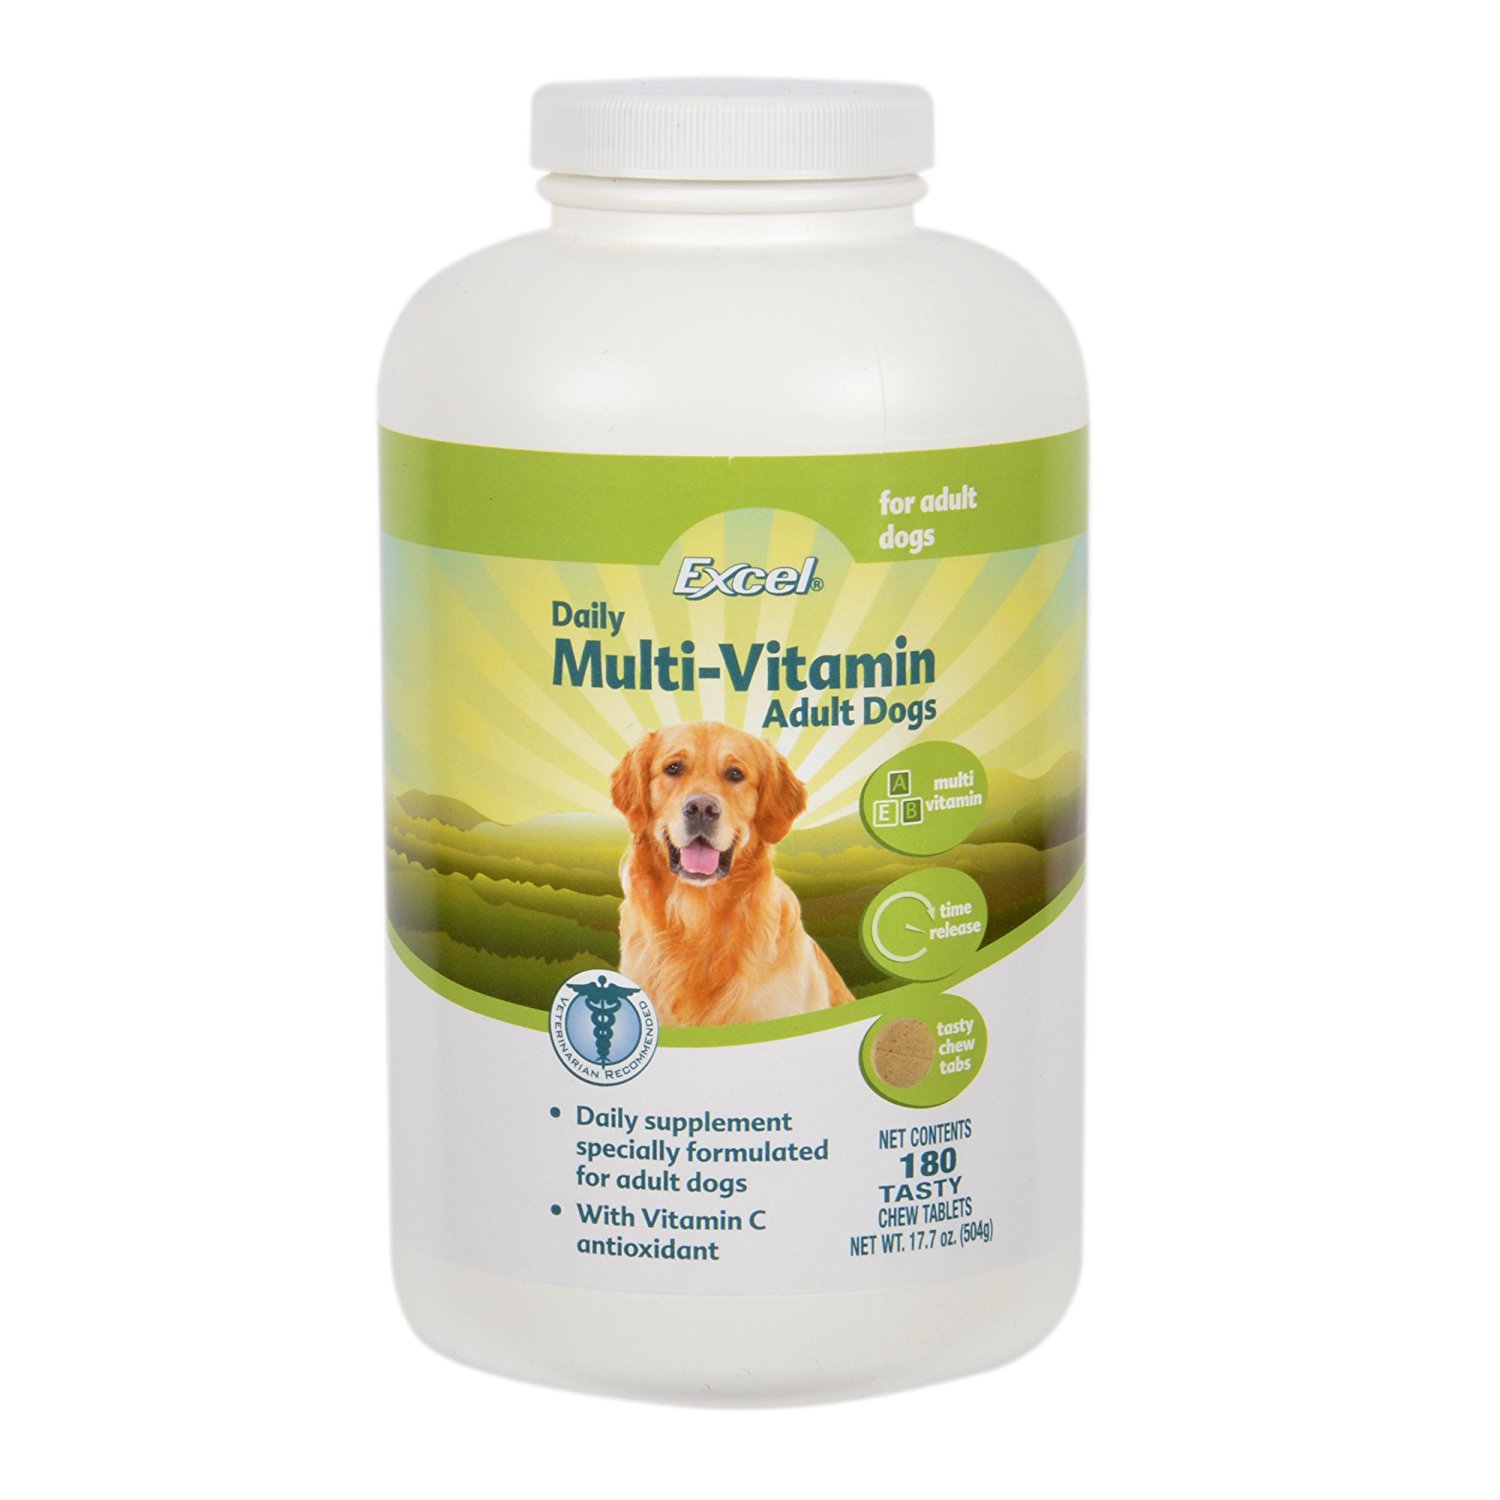 for adult
dogs
Excel®
Daily
Multi-Vitamin
Adult Dogs
A
E B
multi
vitamin
time
release
tasty
chew
tabs
VETERINARIAN RECOMMENDED
• Daily supplement
specially formulated
for adult dogs
• With Vitamin C
antioxidant
NET CONTENTS
180
TASTY
CHEW TABLETS
NET WT. 17.7 oz. (504g)